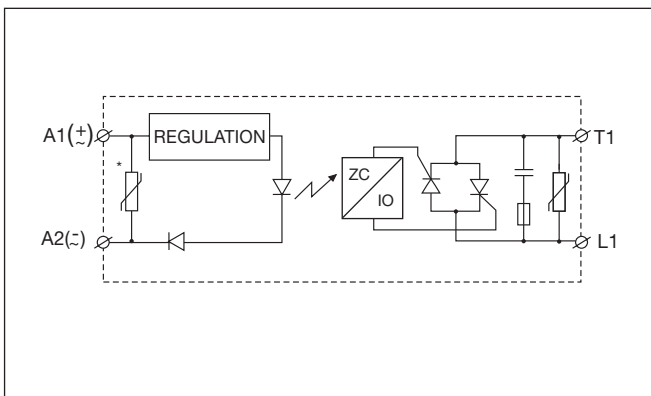 A1(+~)
REGULATION
T1
*
ZC
IO
A2(-~)
L1